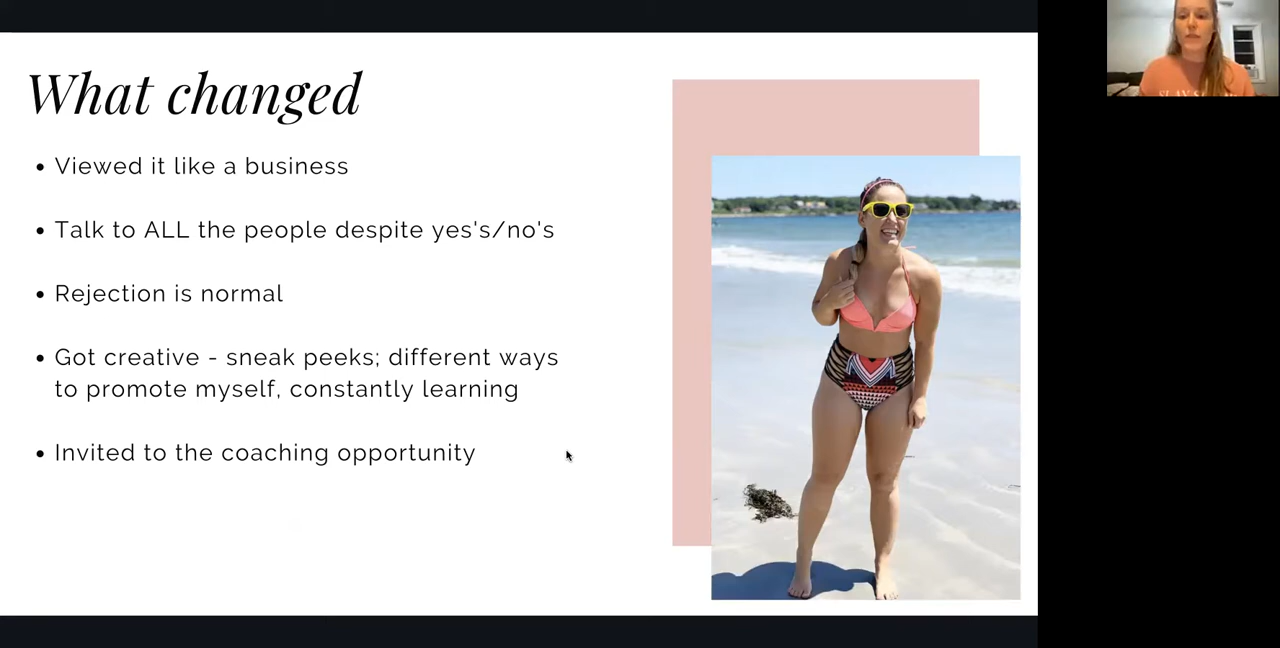 What changed
• Viewed it like a business
• Talk to ALL the people despite yes's/no's
• Rejection is normal
• Got creative - sneak peeks; different ways
to promote myself, constantly learning
• Invited to the coaching opportunity